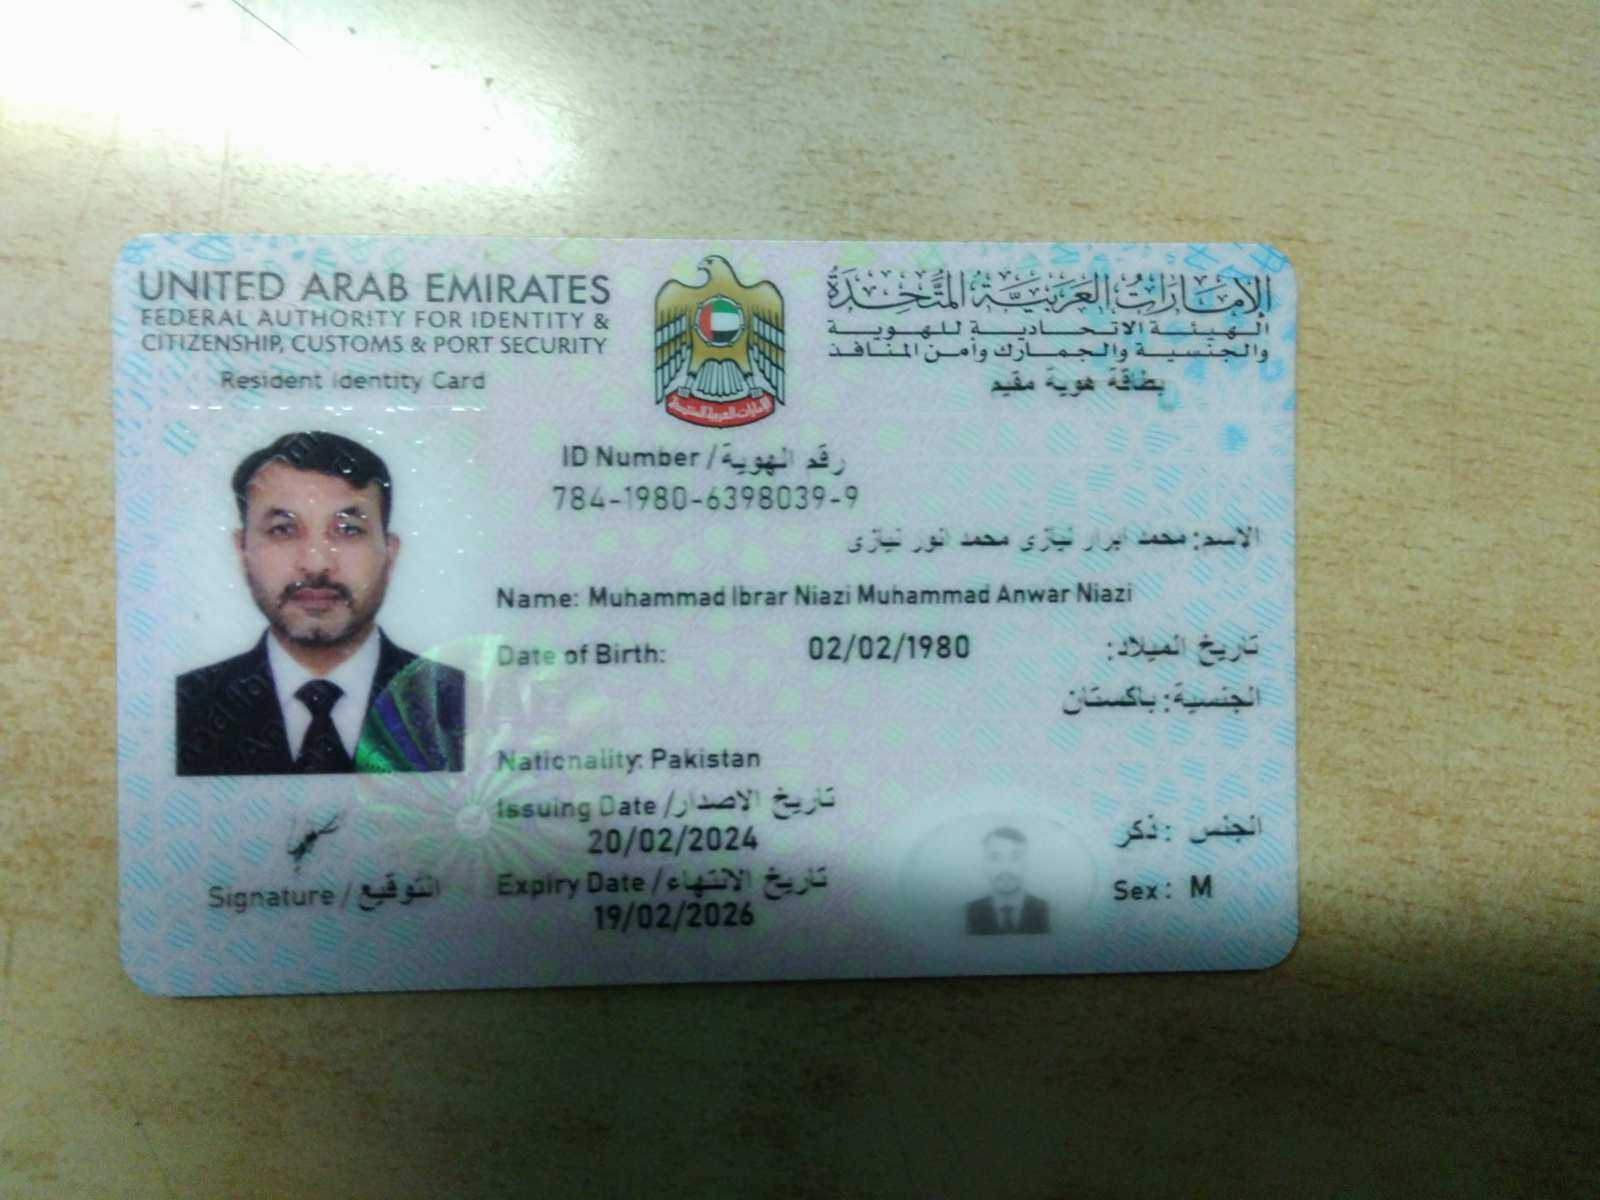 UNITED ARAB EMIRATES
FEDERAL AUTHORITY FOR IDENTITY &
CITIZENSHIP, CUSTOMS & PORT SECURITY
Resident Identity Card
الإمارات العربية المتحدة
الهيئة الاتحادية للهوية
والجنسية والجمارك وأمن المنافذ
بطاقة هوية مقيم
الإمارات العربية المتحدة
ID Number / رقم الهوية
784-1980-6398039-9
الاسم: محمد ابرار نيازى محمد انور نيازى
Name: Muhammad Ibrar Niazi Muhammad Anwar Niazi
Date of Birth: 02/02/1980 تاريخ الميلاد:
الجنسية: باكستان
Nationality: Pakistan
Issuing Date / تاريخ الاصدار
20/02/2024
الجنس : ذكر
Expiry Date / تاريخ الانتهاء
19/02/2026
Sex: M
Signature / التوقيع